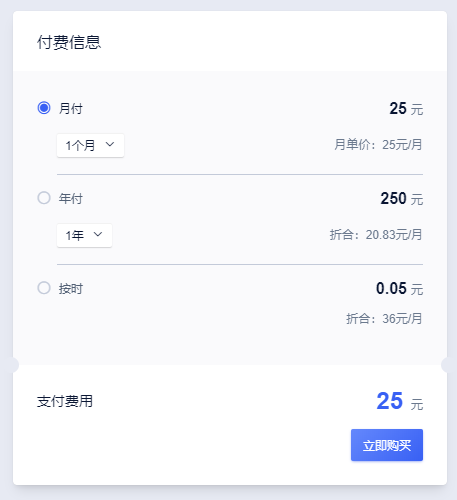 付费信息
月付 25 元
1个月 月单价：25元/月
年付 250 元
1年 折合：20.83元/月
按时 0.05 元
折合：36元/月
支付费用 25 元
立即购买